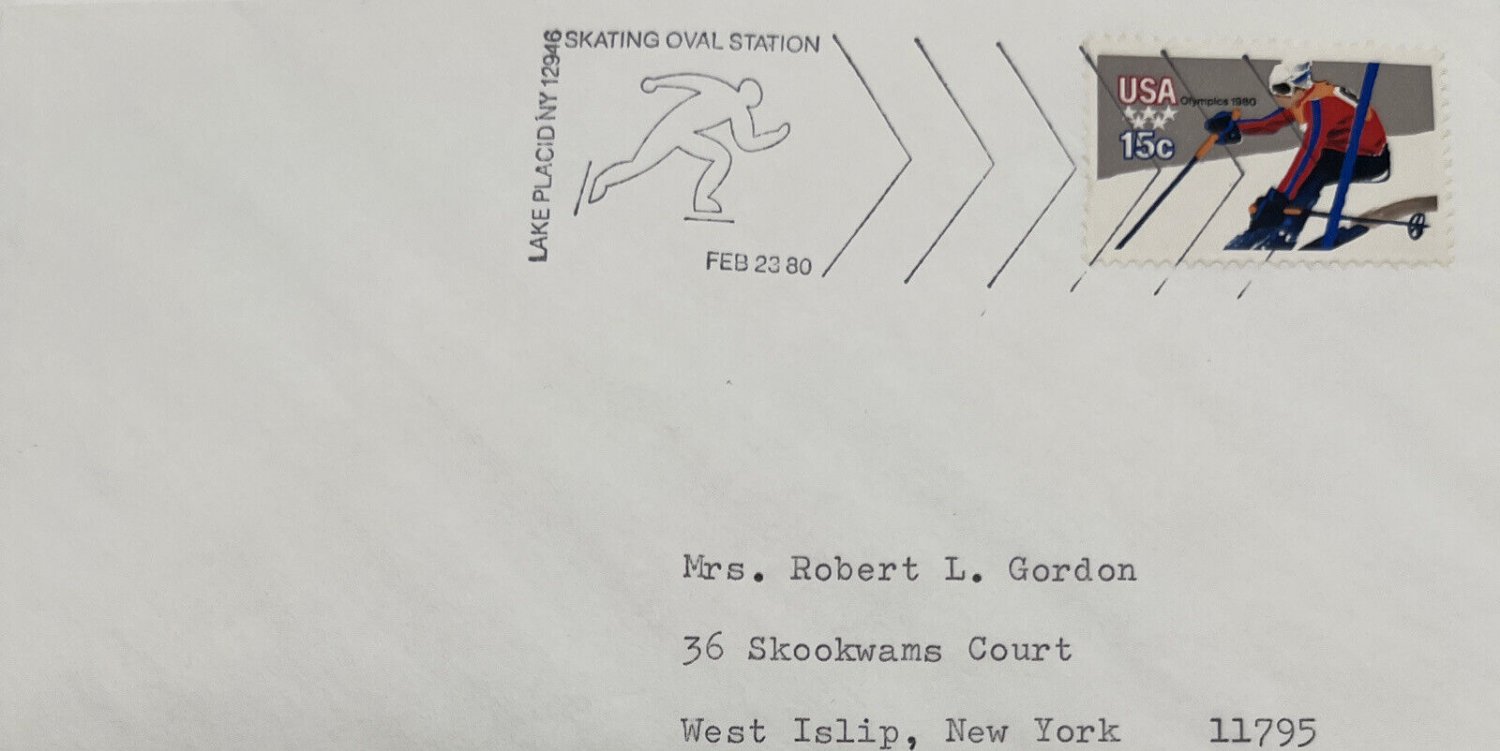 SKATING OVAL STATION
LAKE PLACID NY 12946
FEB 23 80
USA
Olympics 1980
15c
Mrs. Robert L. Gordon
36 Skookwams Court
West Islip, New York 11795